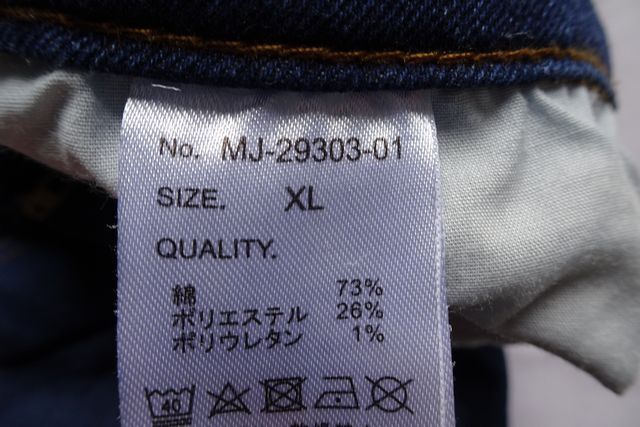 No. MJ-29303-01
SIZE. XL
QUALITY.
綿 73%
ポリエステル 26%
ポリウレタン 1%
40